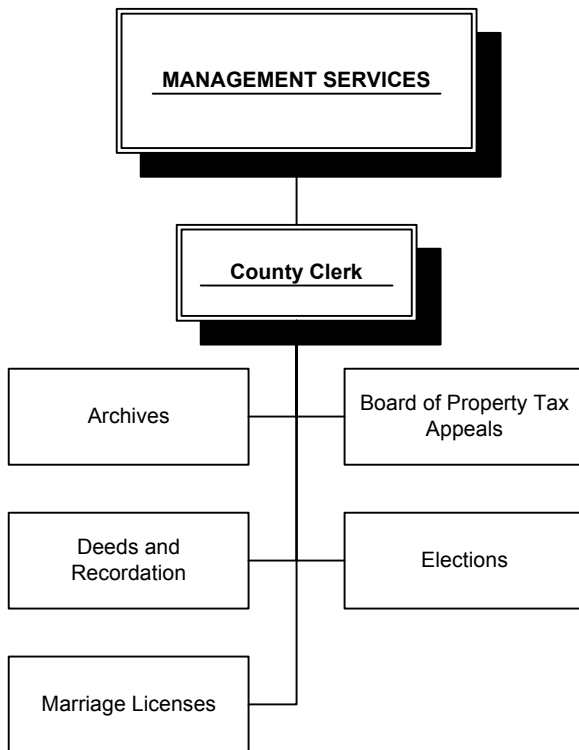 MANAGEMENT SERVICES
County Clerk
Archives
Board of Property Tax
Appeals
Deeds and
Recordation
Elections
Marriage Licenses